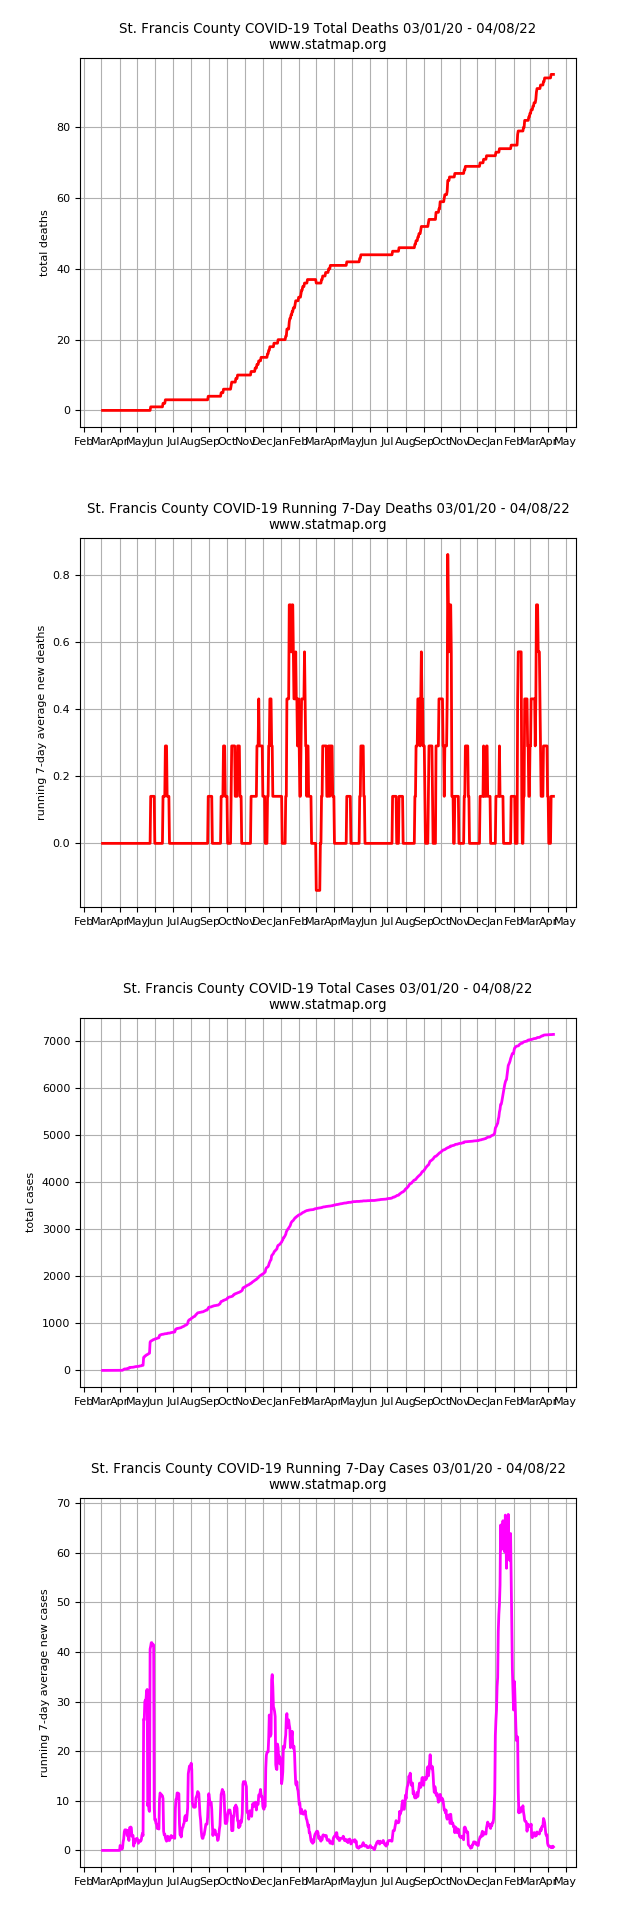 St. Francis County COVID-19 Total Deaths 03/01/20 - 04/08/22
www.statmap.org
total deaths
80
60
40
20
0
Feb Mar Apr May Jun Jul Aug Sep Oct Nov Dec Jan Feb Mar Apr May Jun Jul Aug Sep Oct Nov Dec Jan Feb Mar Apr May
St. Francis County COVID-19 Running 7-Day Deaths 03/01/20 - 04/08/22
www.statmap.org
running 7-day average new deaths
0.8
0.6
0.4
0.2
0.0
Feb Mar Apr May Jun Jul Aug Sep Oct Nov Dec Jan Feb Mar Apr May Jun Jul Aug Sep Oct Nov Dec Jan Feb Mar Apr May
St. Francis County COVID-19 Total Cases 03/01/20 - 04/08/22
www.statmap.org
total cases
7000
6000
5000
4000
3000
2000
1000
0
Feb Mar Apr May Jun Jul Aug Sep Oct Nov Dec Jan Feb Mar Apr May Jun Jul Aug Sep Oct Nov Dec Jan Feb Mar Apr May
St. Francis County COVID-19 Running 7-Day Cases 03/01/20 - 04/08/22
www.statmap.org
running 7-day average new cases
70
60
50
40
30
20
10
0
Feb Mar Apr May Jun Jul Aug Sep Oct Nov Dec Jan Feb Mar Apr May Jun Jul Aug Sep Oct Nov Dec Jan Feb Mar Apr May